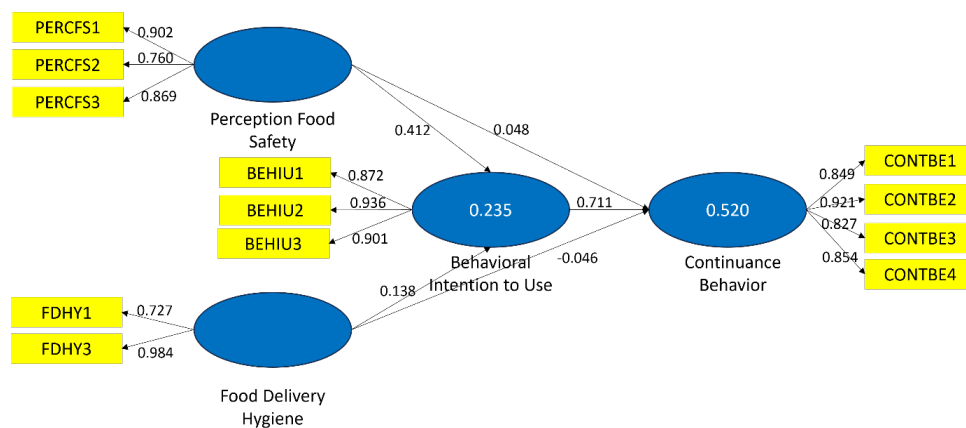 PERCFS1
0.902
PERCFS2
0.760
PERCFS3
0.869
Perception Food
Safety
0.412
0.048
BEHIU1
0.872
BEHIU2
0.936
BEHIU3
0.901
0.235
Behavioral
Intention to Use
0.711
0.520
Continuance
Behavior
0.849
CONTBE1
0.921
CONTBE2
0.827
CONTBE3
0.854
CONTBE4
-0.046
0.138
FDHY1
0.727
FDHY3
0.984
Food Delivery
Hygiene